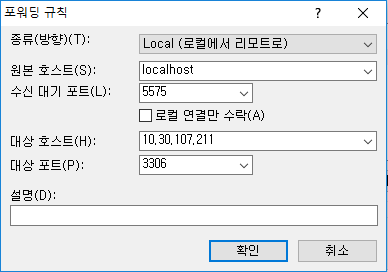 포워딩 규칙
종류(방향)(T):
Local (로컬에서 리모트로)
원본 호스트(S):
localhost
수신 대기 포트(L):
5575
로컬 연결만 수락(A)
대상 호스트(H):
10,30,107,211
대상 포트(P):
3306
설명(D):
확인
취소